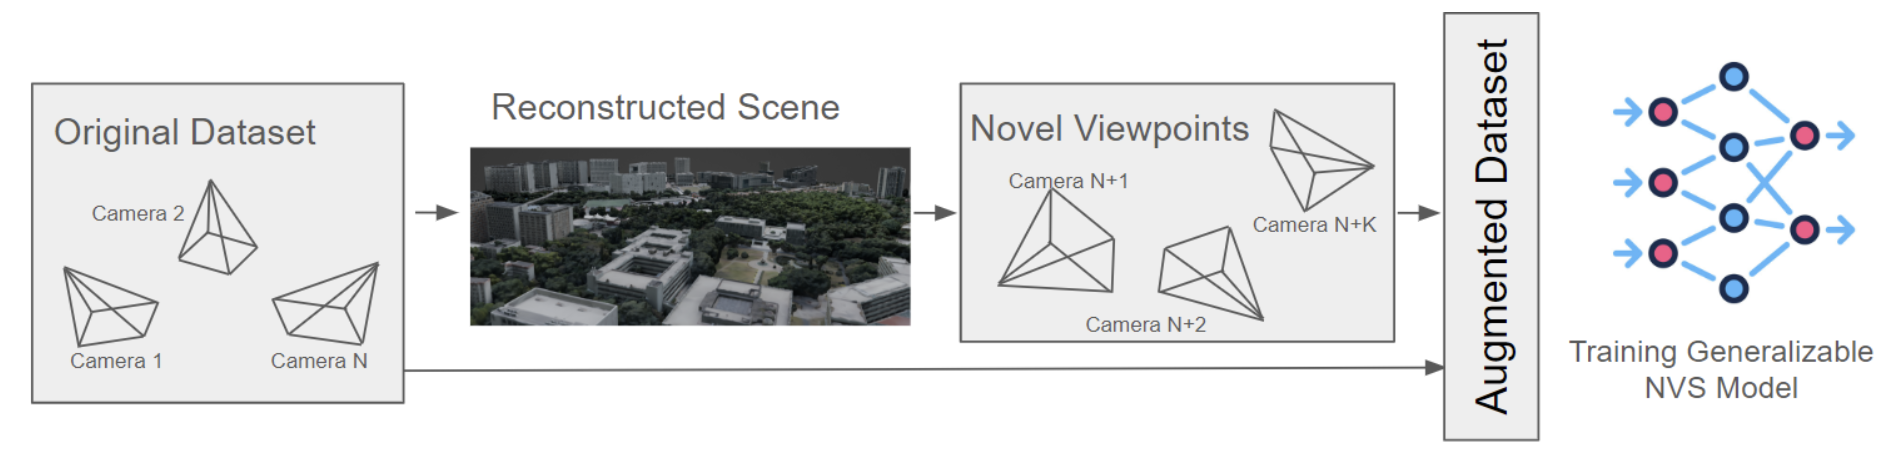 Original Dataset
Camera 2
Camera 1
Camera N
Reconstructed Scene
Novel Viewpoints
Camera N+1
Camera N+K
Camera N+2
Augmented Dataset
Training Generalizable
NVS Model